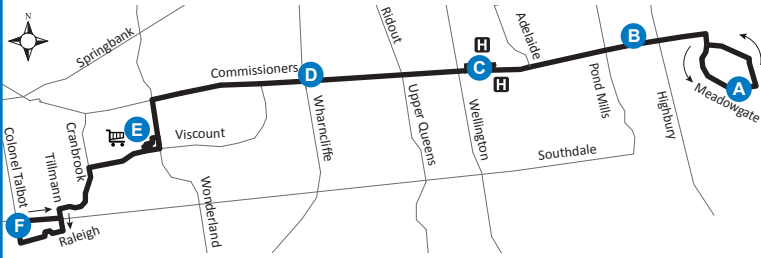 N
Springbank
Ridout
Adelaide
Commissioners
H
H
A
B
C
D
E
F
Wharncliffe
Upper Queens
Wellington
Pond Mills
Highbury
Meadowgate
Viscount
Wonderland
Southdale
Colonel Talbot
Tillmann
Cranbrook
Raleigh